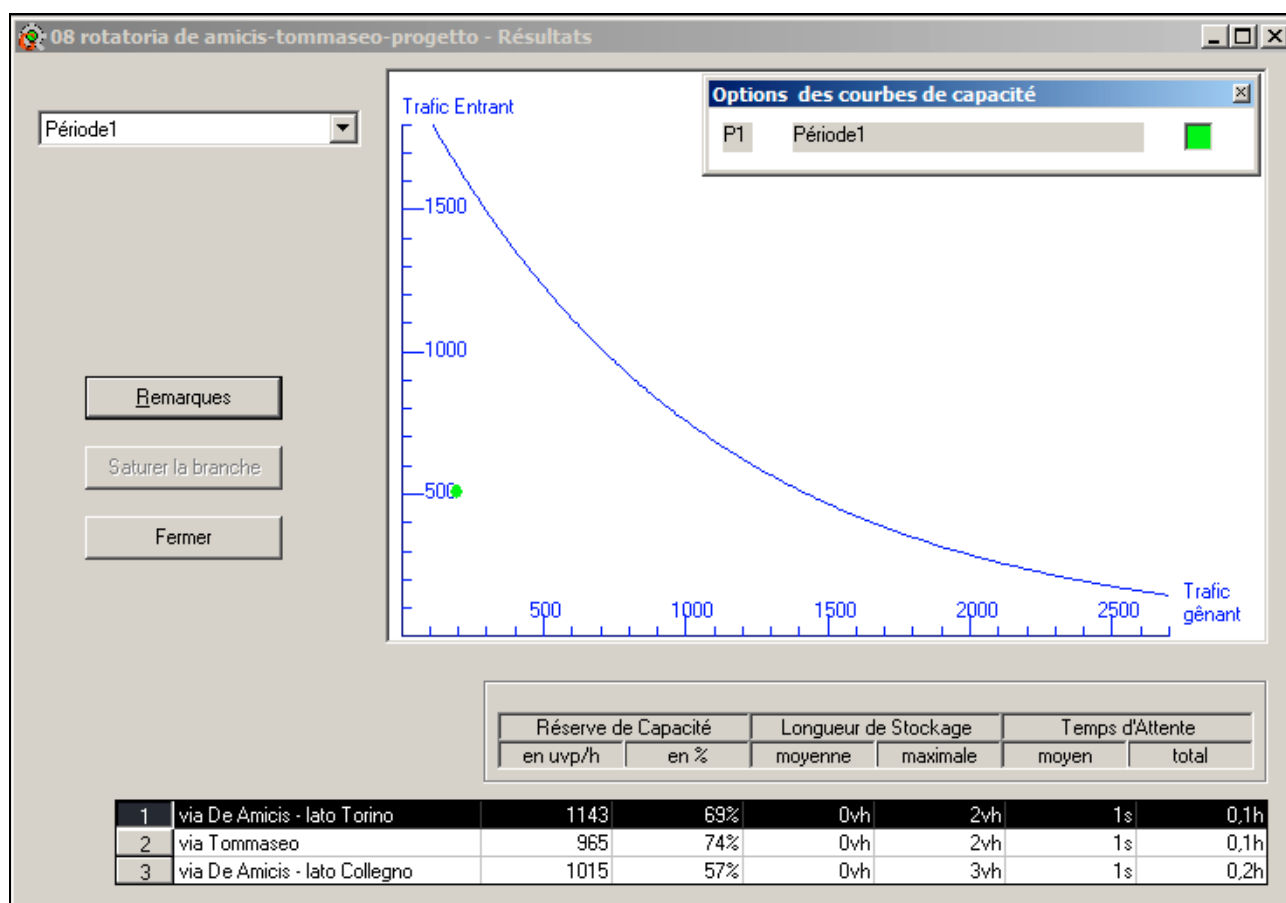 08 rotatoria de amicis-tommaseo-progetto - Résultats
Période1
Options des courbes de capacité
P1 Période1
Trafic Entrant
1500
1000
500
500 1000 1500 2000 2500
Trafic
gênant
Remarques
Saturer la branche
Fermer
Réserve de Capacité Longueur de Stockage Temps d'Attente
en uvp/h en % moyenne maximale moyen total
1 via De Amicis - lato Torino 1143 69% 0vh 2vh 1s 0,1h
2 via Tommaseo 965 74% 0vh 2vh 1s 0,1h
3 via De Amicis - lato Collegno 1015 57% 0vh 3vh 1s 0,2h